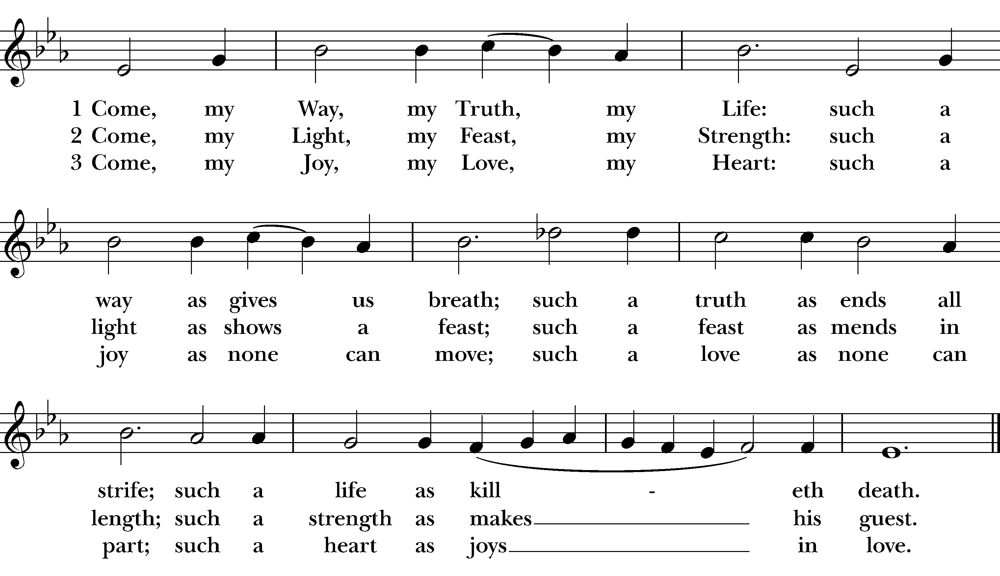 1 Come, my Way, my Truth, my Life: such a
2 Come, my Light, my Feast, my Strength: such a
3 Come, my Joy, my Love, my Heart: such a
way as gives us breath; such a truth as ends all
light as shows a feast; such a feast as mends in
joy as none can move; such a love as none can
strife; such a life as kill - eth death.
length; such a strength as makes his guest.
part; such a heart as joys in love.